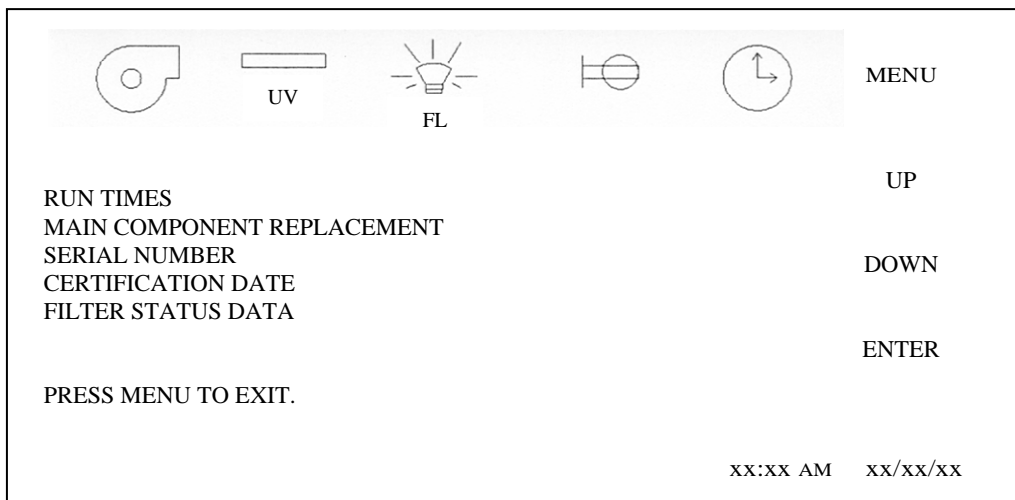 UV
FL
MENU
UP
RUN TIMES
MAIN COMPONENT REPLACEMENT
SERIAL NUMBER
CERTIFICATION DATE
FILTER STATUS DATA
DOWN
ENTER
PRESS MENU TO EXIT.
xx:xx AM xx/xx/xx